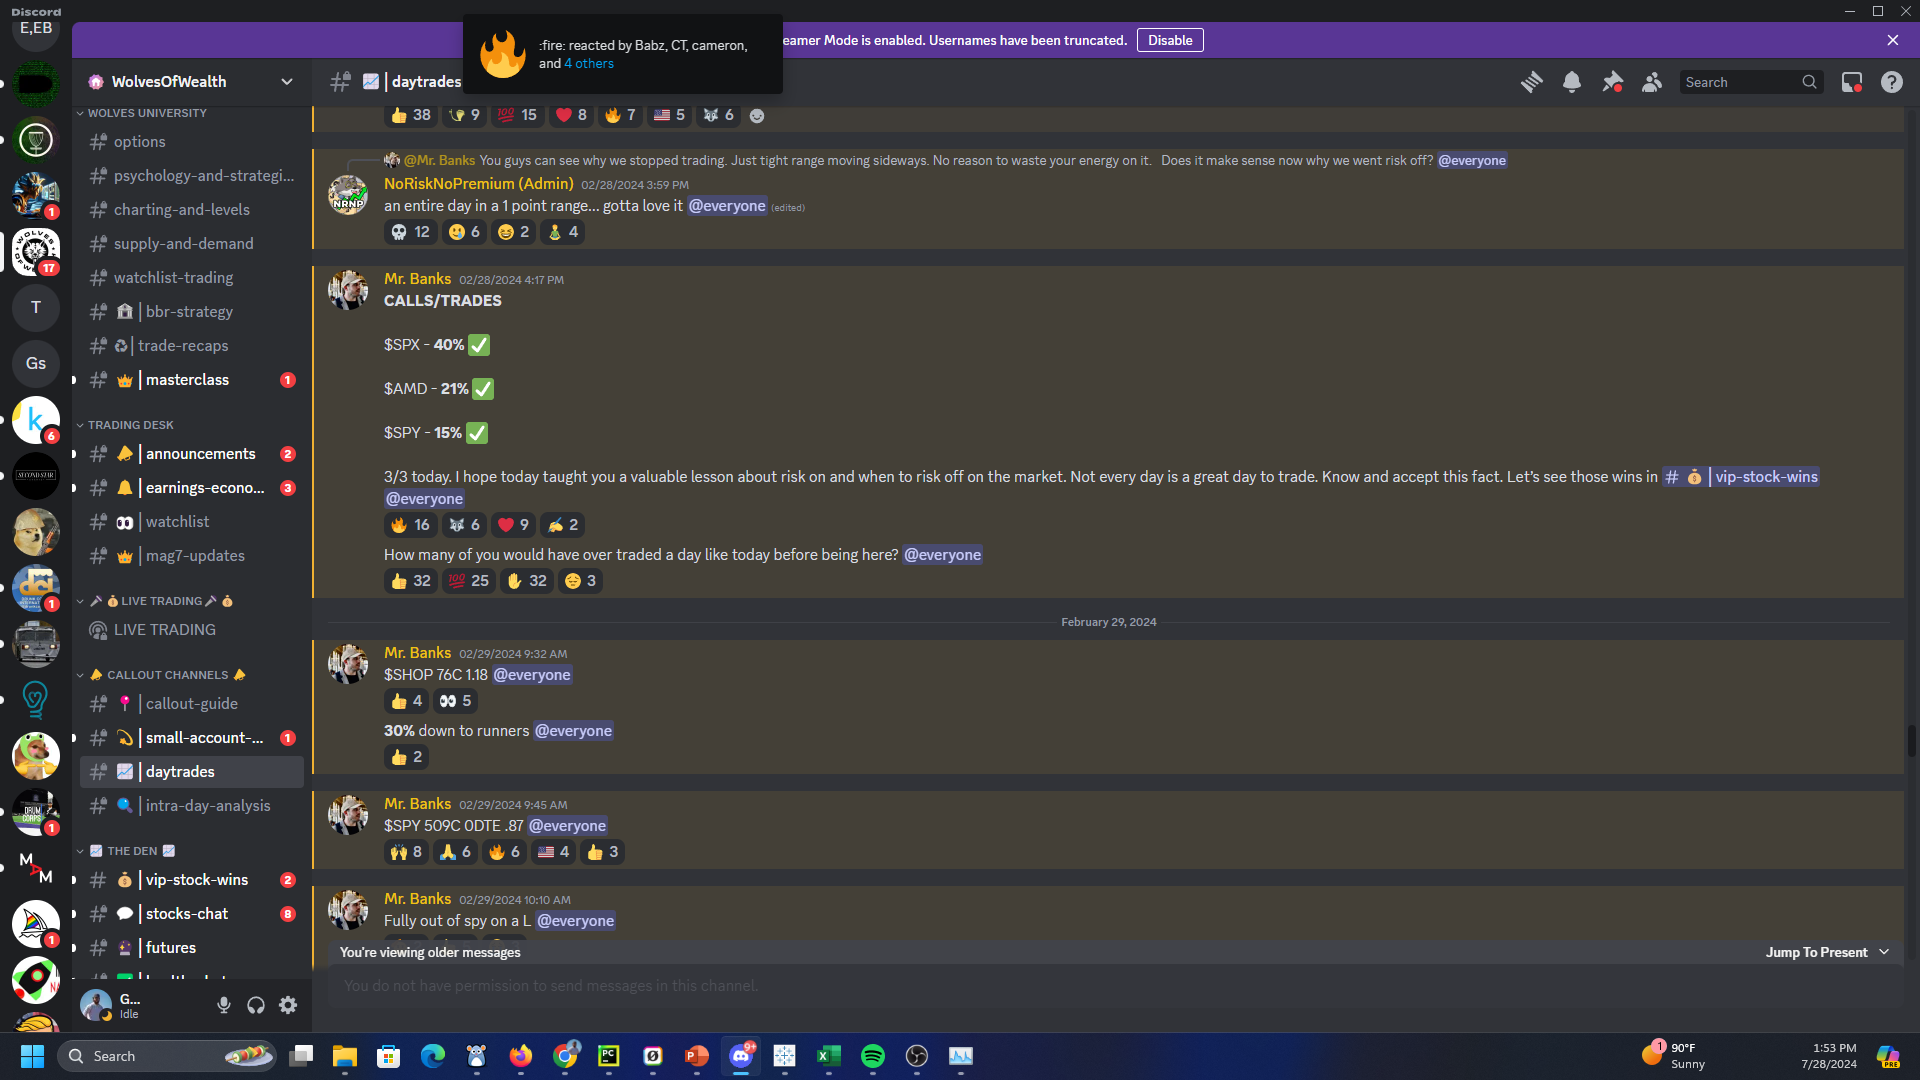 Discord
E,EB
:fire: reacted by Babz, CT, cameron,
and 4 others
eamer Mode is enabled. Usernames have been truncated.
Disable
WolvesOfWealth
| daytrades
Search
WOLVES UNIVERSITY
options
psychology-and-strategi...
charting-and-levels
supply-and-demand
watchlist-trading
| bbr-strategy
| trade-recaps
| masterclass 1
TRADING DESK
| announcements 2
| earnings-econo... 3
| watchlist
| mag7-updates
LIVE TRADING
LIVE TRADING
CALLOUT CHANNELS
| callout-guide
| small-account-... 1
| daytrades
| intra-day-analysis
THE DEN
| vip-stock-wins 2
| stocks-chat 8
futures
1
17
T
Gs
k
6
1
DRUM
CORPS
1
M
A
M
1
G...
Idle
38 9 100 15 8 7 5 6
@Mr. Banks You guys can see why we stopped trading. Just tight range moving sideways. No reason to waste your energy on it. Does it make sense now why we went risk off? @everyone
NRNP
NoRiskNoPremium (Admin) 02/28/2024 3:59 PM
an entire day in a 1 point range... gotta love it @everyone (edited)
12 6 2 4
Mr. Banks 02/28/2024 4:17 PM
CALLS/TRADES
$SPX - 40%
$AMD - 21%
$SPY - 15%
3/3 today. I hope today taught you a valuable lesson about risk on and when to risk off on the market. Not every day is a great day to trade. Know and accept this fact. Let's see those wins in # | vip-stock-wins
@everyone
16 6 9 2
How many of you would have over traded a day like today before being here? @everyone
32 100 25 32 3
February 29, 2024
Mr. Banks 02/29/2024 9:32 AM
$SHOP 76C 1.18 @everyone
4 5
30% down to runners @everyone
2
Mr. Banks 02/29/2024 9:45 AM
$SPY 509C 0DTE .87 @everyone
8 6 6 4 3
Mr. Banks 02/29/2024 10:10 AM
Fully out of spy on a L @everyone
You're viewing older messages
Jump To Present
You do not have permission to send messages in this channel.
Search
PC
9+
1
90°F
Sunny
1:53 PM
7/28/2024
PRE